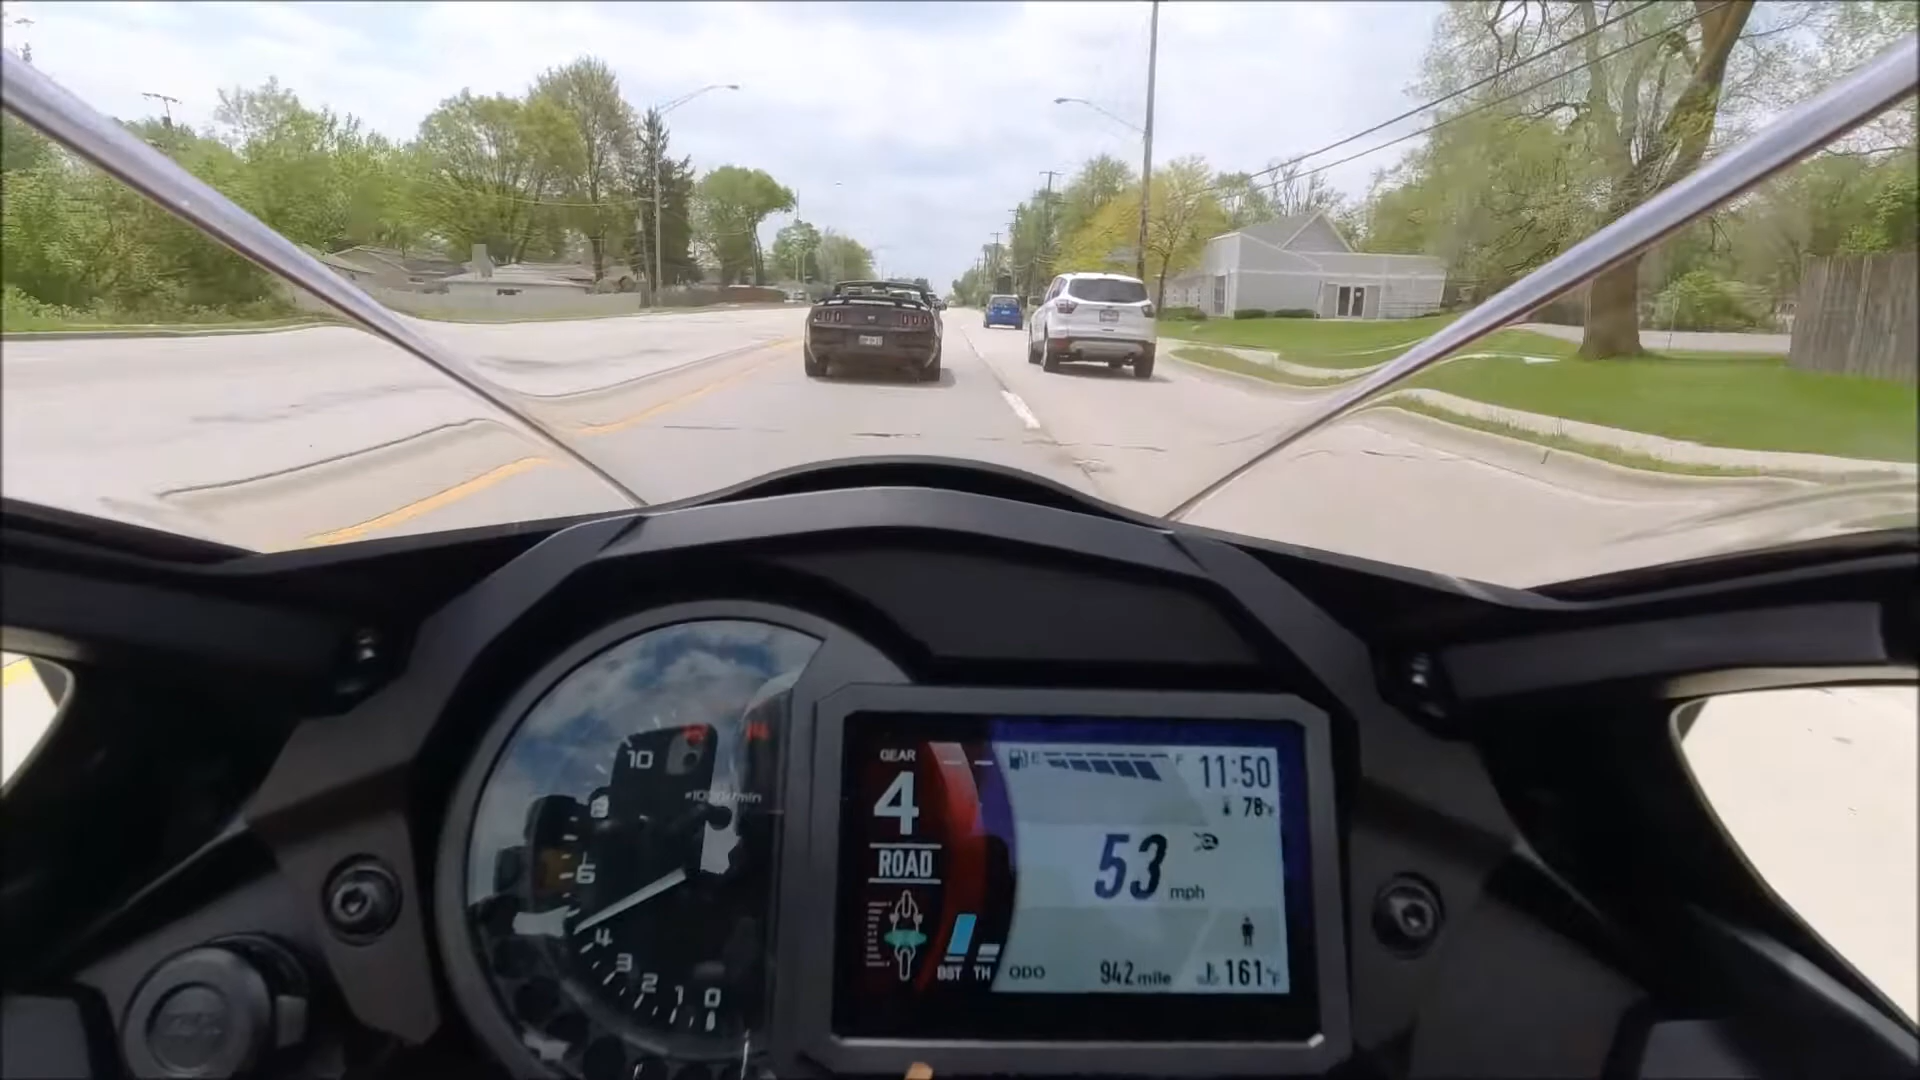 10
8
×1000r/min
6
4
3
2
1
0
GEAR
4
ROAD
BST TH
E F
11:50
78°F
53
mph
ODO 942 mile
161°F